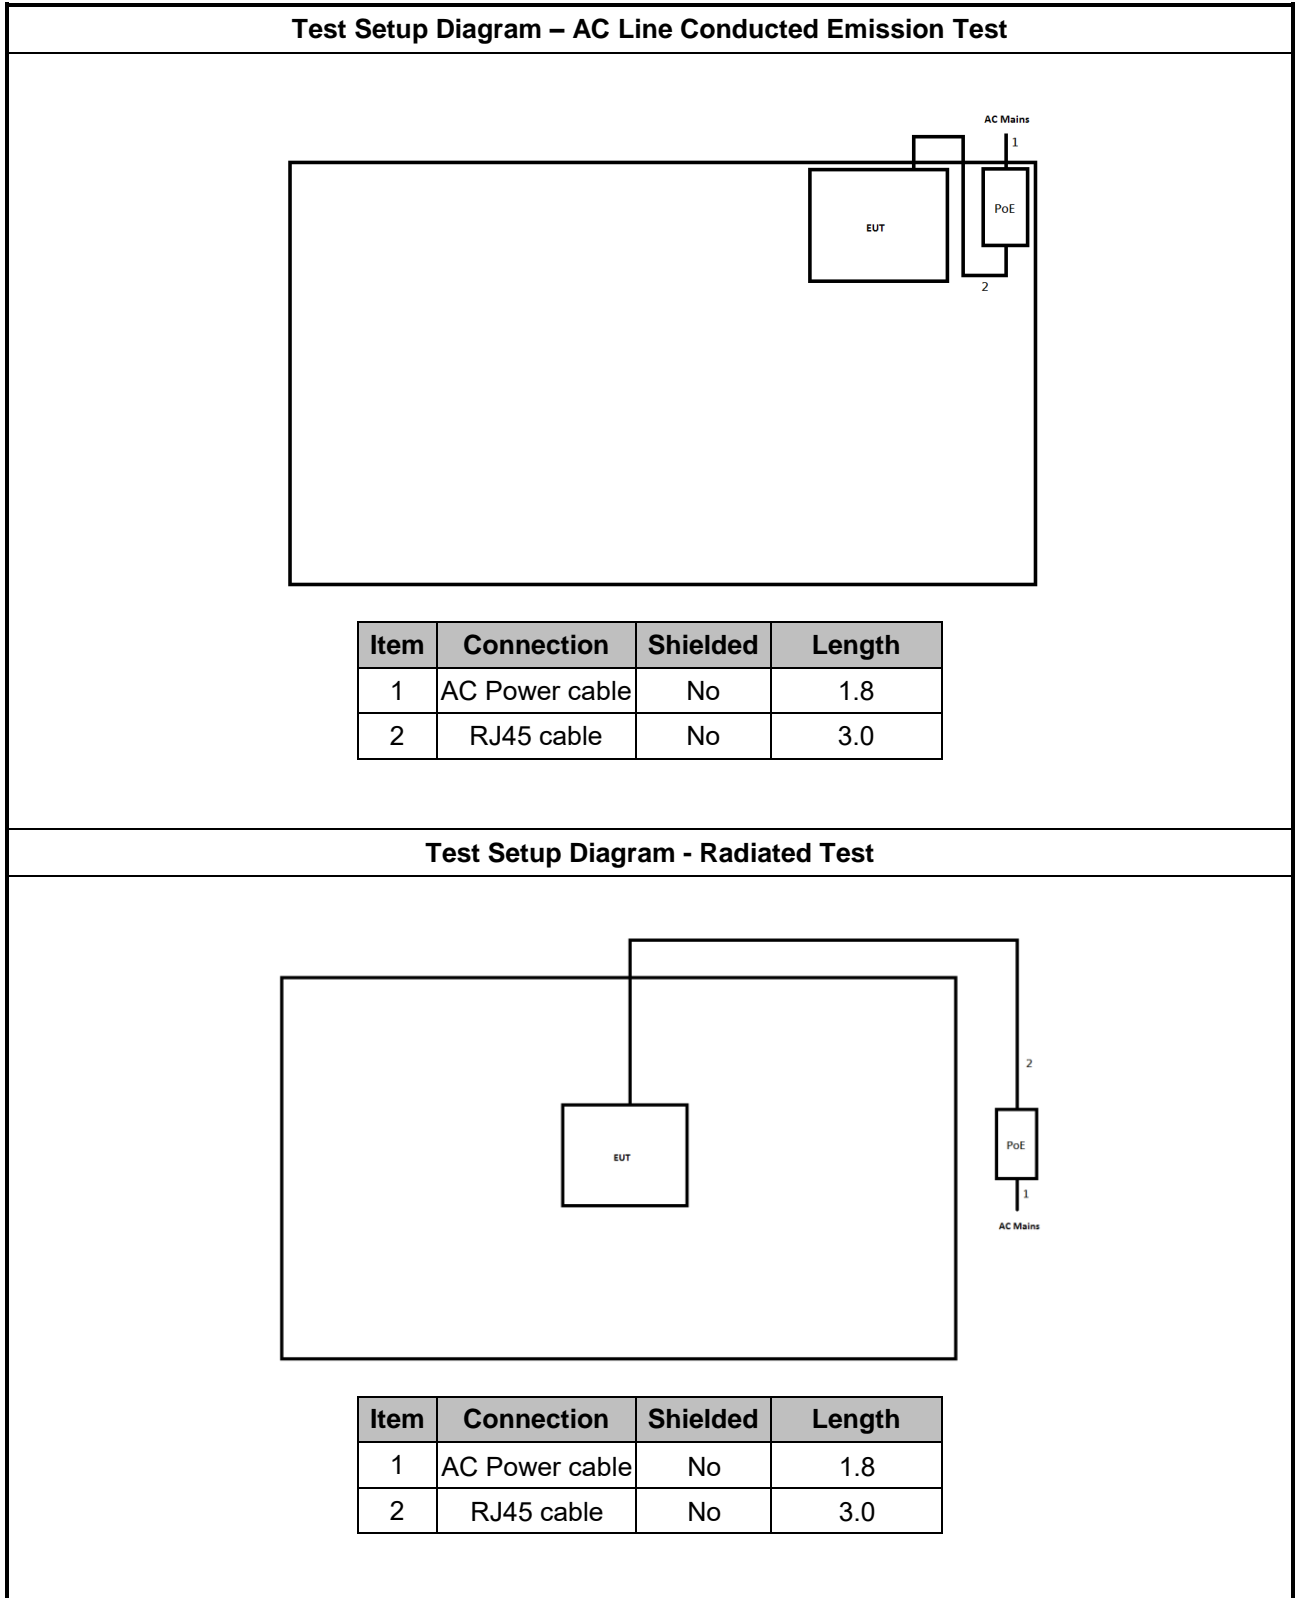 Test Setup Diagram – AC Line Conducted Emission Test
AC Mains
1
PoE
EUT
2
Item Connection Shielded Length
1 AC Power cable No 1.8
2 RJ45 cable No 3.0
Test Setup Diagram - Radiated Test
2
PoE
EUT
1
AC Mains
Item Connection Shielded Length
1 AC Power cable No 1.8
2 RJ45 cable No 3.0